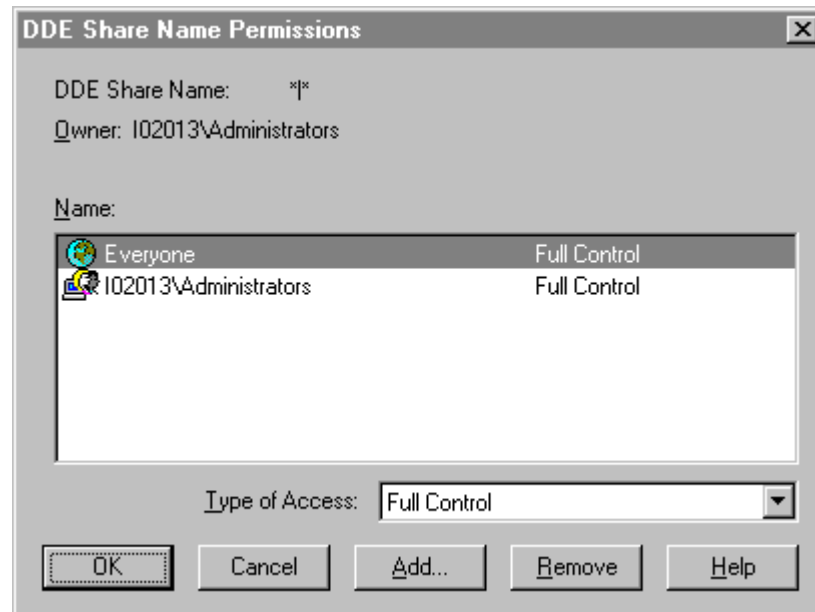 DDE Share Name Permissions
DDE Share Name: *|*
Owner: I02013\Administrators
Name:
Everyone Full Control
I02013\Administrators Full Control
Type of Access: Full Control
OK Cancel Add... Remove Help